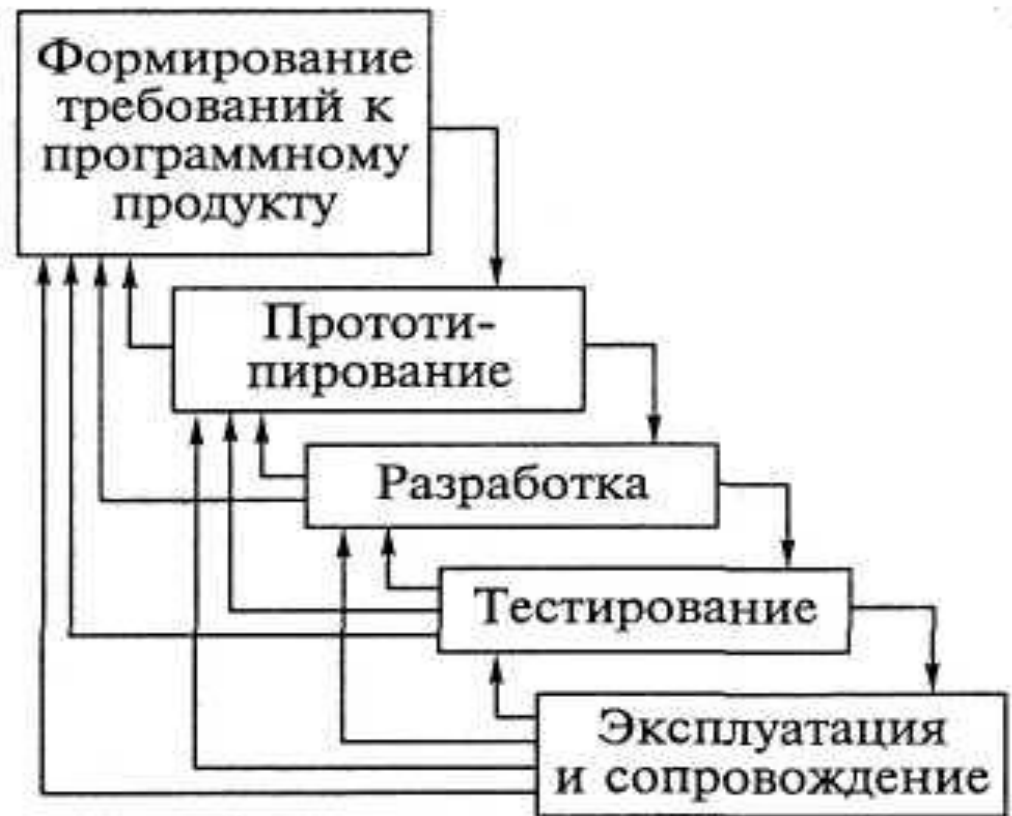 Формирование
требований к
программному
продукту
Прототи-
пирование
Разработка
Тестирование
Эксплуатация
и сопровождение